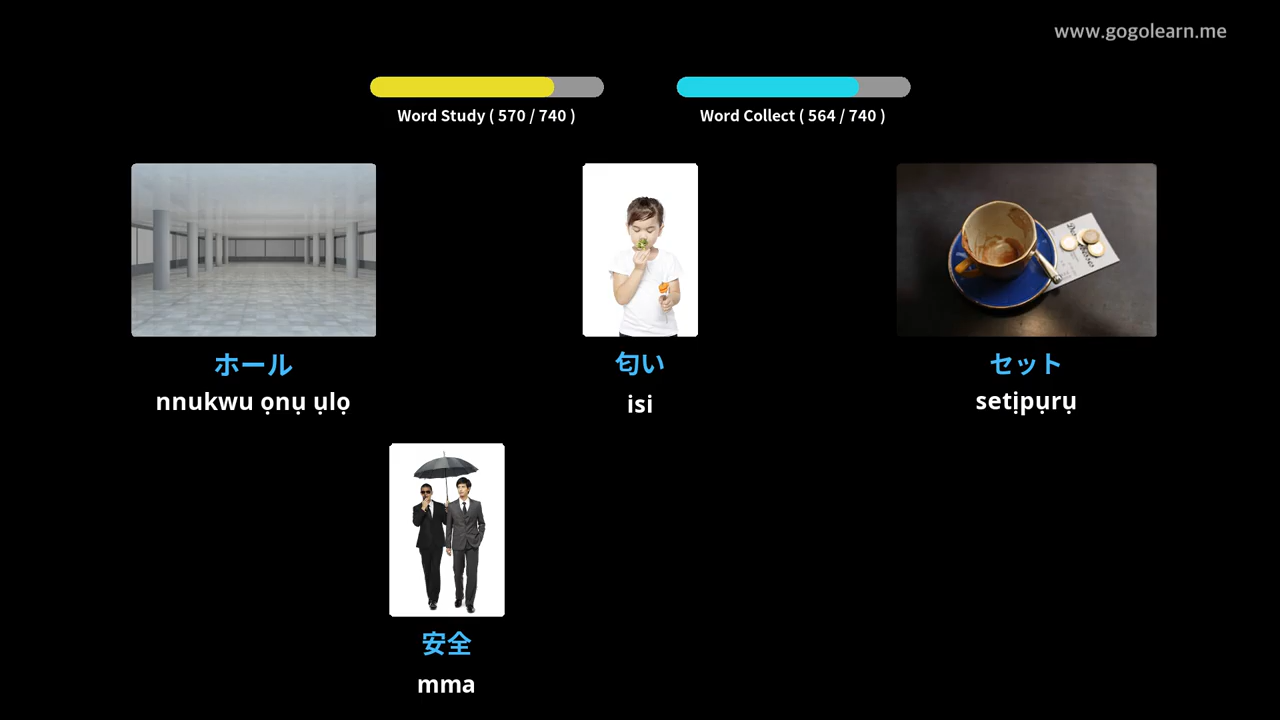 www.gogolearn.me
Word Study ( 570 / 740 )
Word Collect ( 564 / 740 )
ホール
nnukwu ọnụ ụlọ
匂い
isi
セット
setịpụrụ
安全
mma